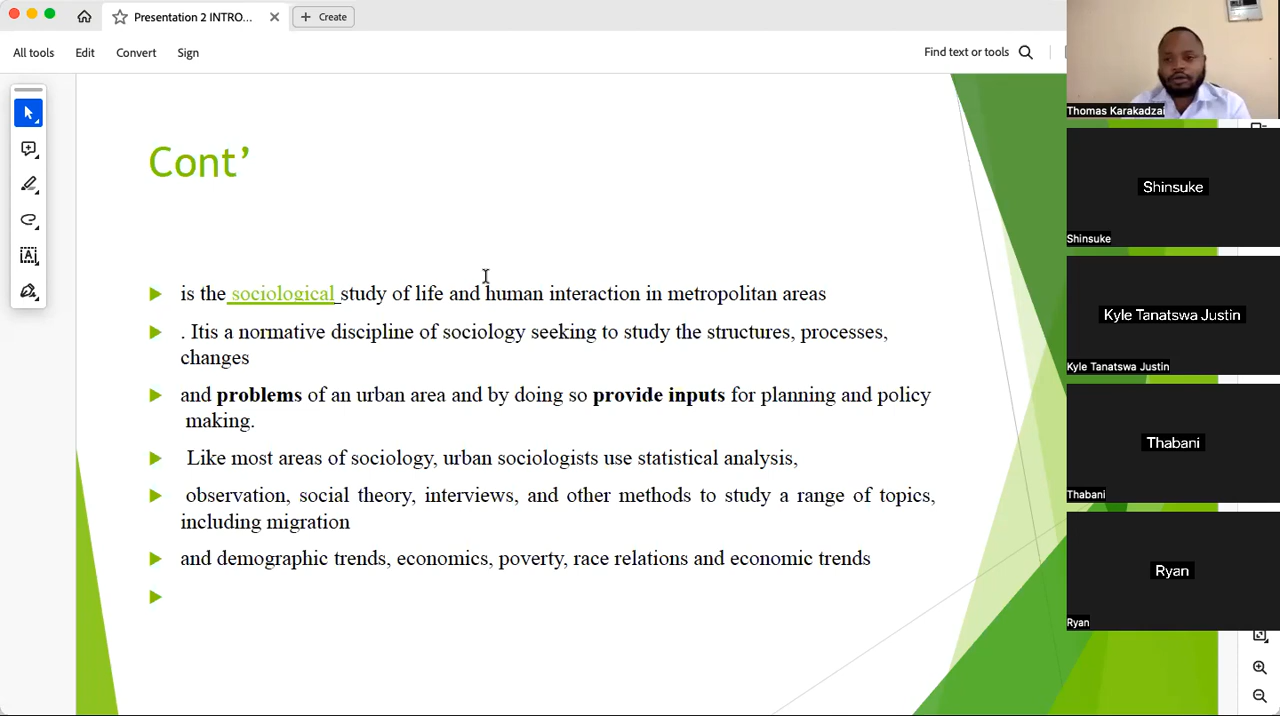 Presentation 2 INTRO...
Create
All tools
Edit
Convert
Sign
Find text or tools
Cont’
is the sociological study of life and human interaction in metropolitan areas
. Itis a normative discipline of sociology seeking to study the structures, processes,
changes
and problems of an urban area and by doing so provide inputs for planning and policy
making.
Like most areas of sociology, urban sociologists use statistical analysis,
observation, social theory, interviews, and other methods to study a range of topics,
including migration
and demographic trends, economics, poverty, race relations and economic trends
Thomas Karakadzai
Shinsuke
Shinsuke
Kyle Tanatswa Justin
Kyle Tanatswa Justin
Thabani
Thabani
Ryan
Ryan